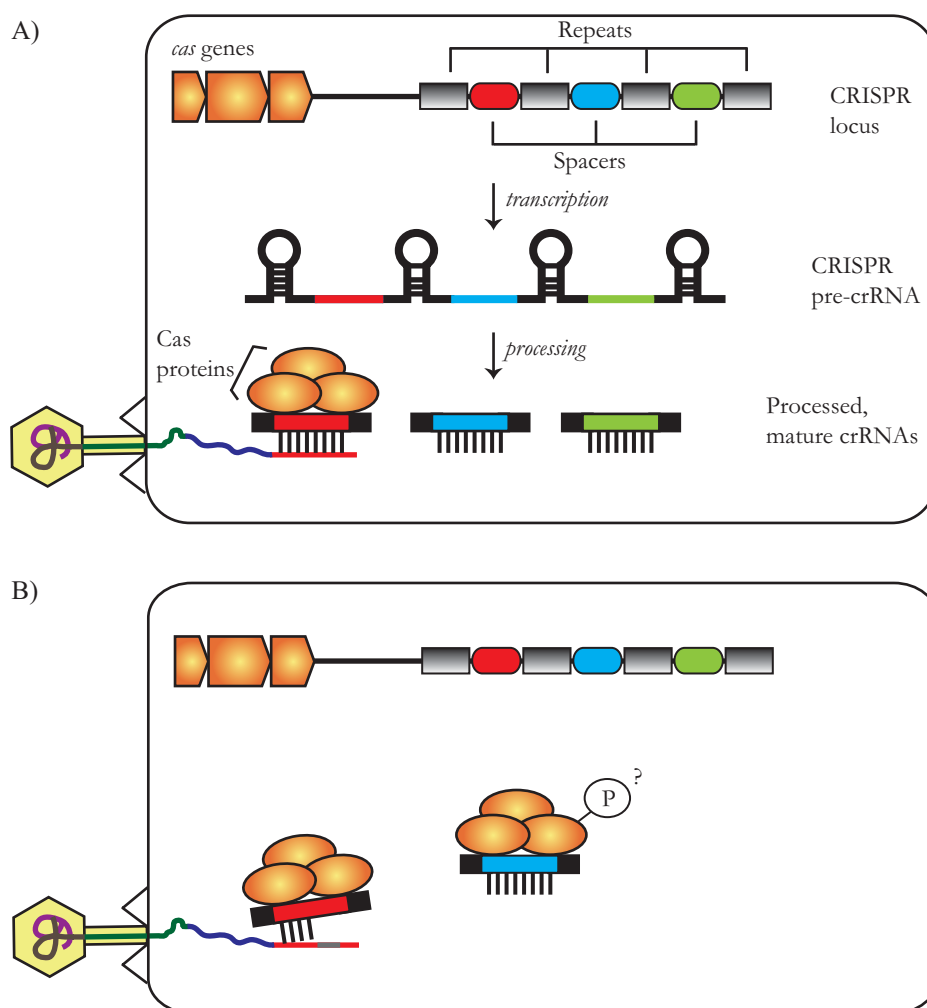 A)
cas genes
Repeats
CRISPR
locus
Spacers
transcription
CRISPR
pre-crRNA
Cas
proteins
processing
Processed,
mature crRNAs
B)
?
P